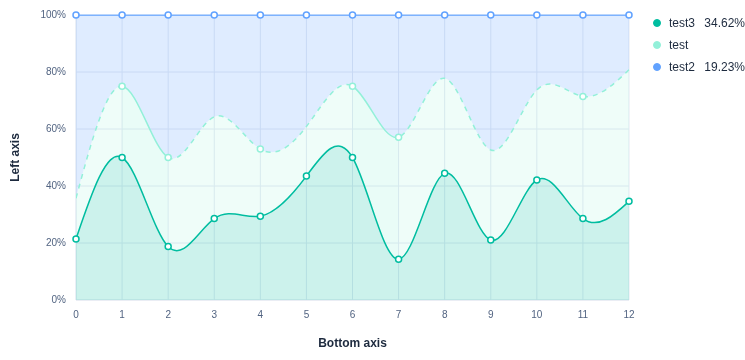 100%
80%
60%
40%
20%
0%
Left axis
0 1 2 3 4 5 6 7 8 9 10 11 12
Bottom axis
test3 34.62%
test
test2 19.23%